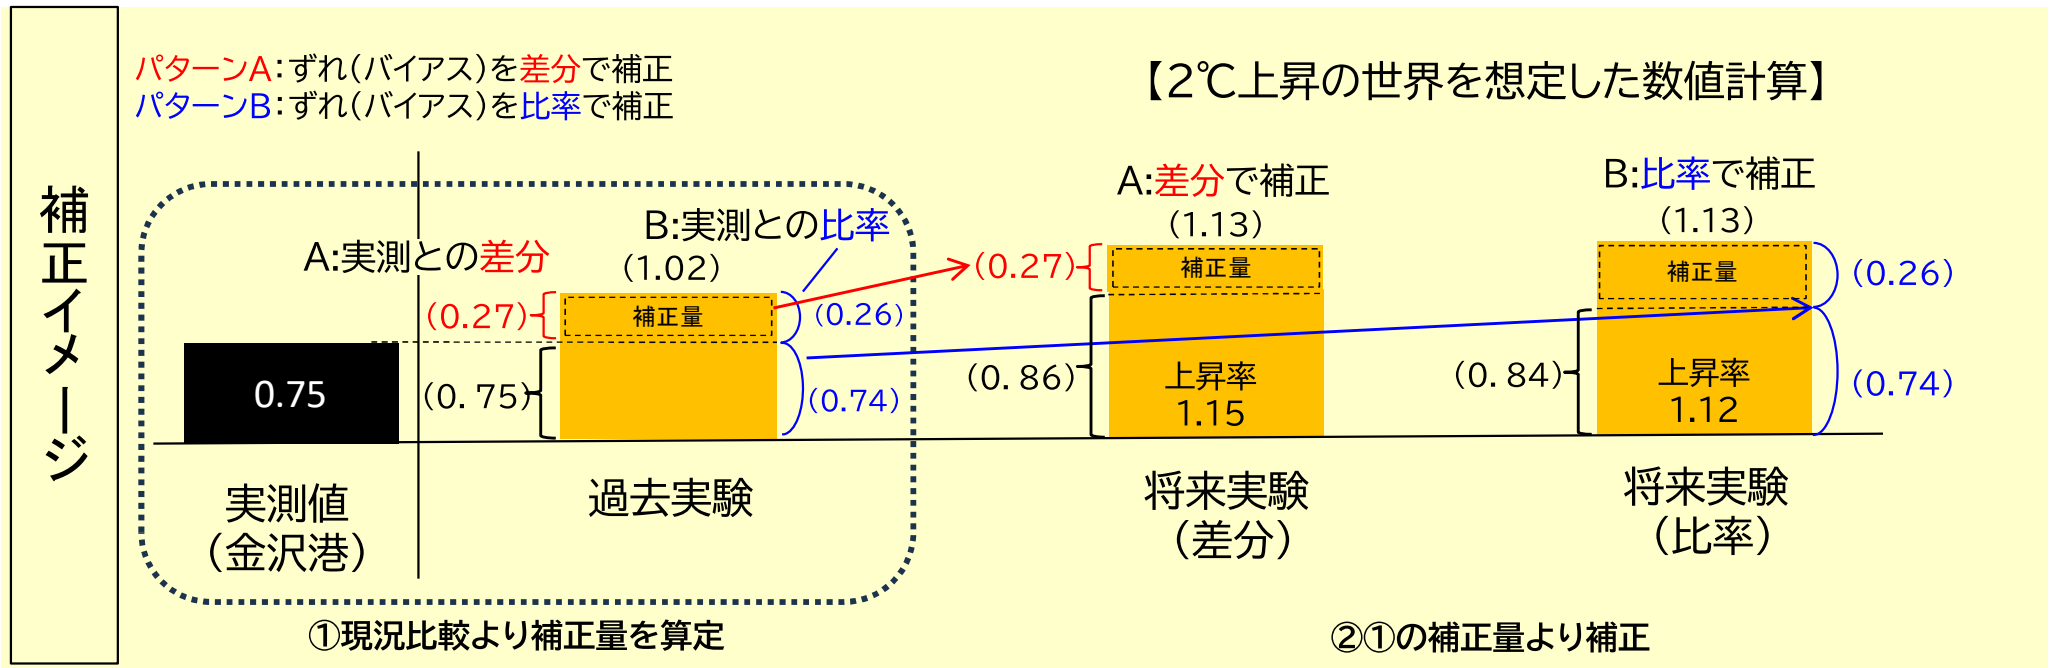 補正イメージ
パターンA：ずれ（バイアス）を差分で補正
パターンB：ずれ（バイアス）を比率で補正
【2℃上昇の世界を想定した数値計算】
A:実測との差分
B:実測との比率
(1.02)
(0.27)
補正量
(0.26)
0.75
(0. 75)
(0.74)
実測値
（金沢港）
過去実験
①現況比較より補正量を算定
A:差分で補正
(1.13)
(0.27)
補正量
(0. 86)
上昇率
1.15
将来実験
（差分）
B:比率で補正
(1.13)
補正量
(0.26)
(0. 84)
上昇率
1.12
(0.74)
将来実験
（比率）
②①の補正量より補正